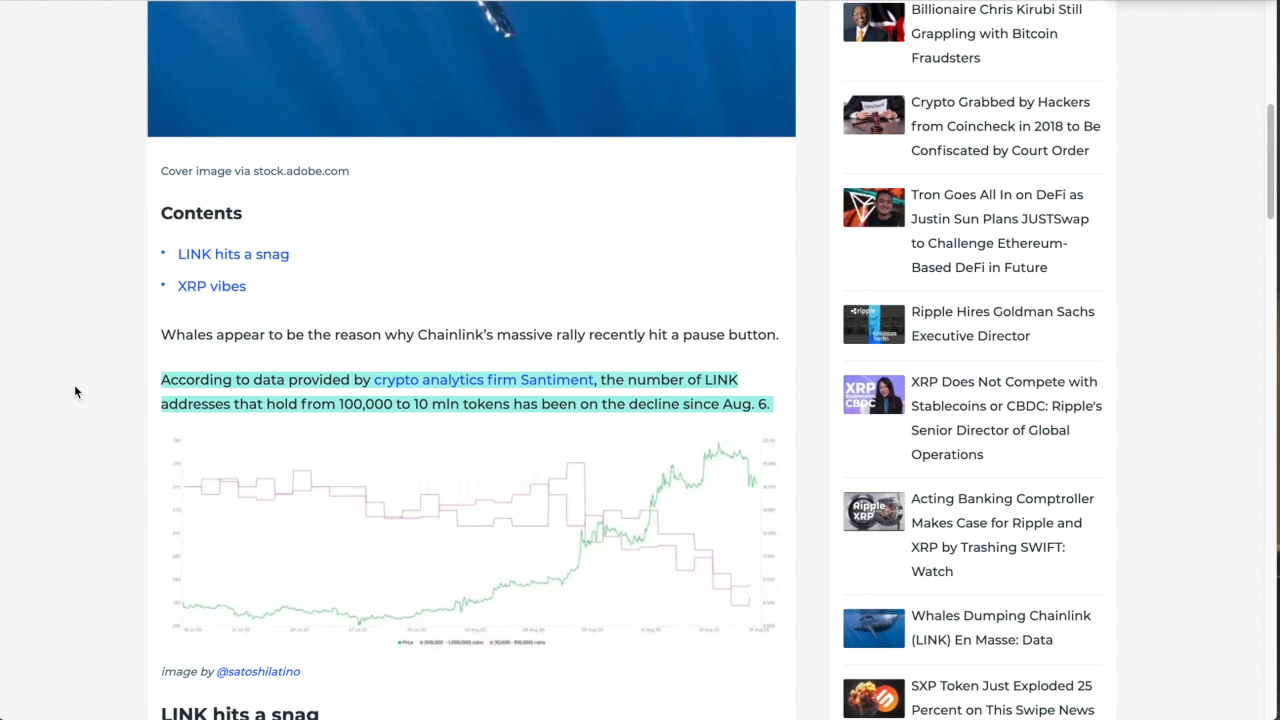 Cover image via stock.adobe.com
Contents
LINK hits a snag
XRP vibes
Whales appear to be the reason why Chainlink's massive rally recently hit a pause button.
According to data provided by crypto analytics firm Santiment, the number of LINK
addresses that hold from 100,000 to 10 mln tokens has been on the decline since Aug. 6.
image by @satoshilatino
LINK hits a snag
Billionaire Chris Kirubi Still
Grappling with Bitcoin
Fraudsters
Crypto Grabbed by Hackers
from Coincheck in 2018 to Be
Confiscated by Court Order
Tron Goes All In on DeFi as
Justin Sun Plans JUSTSwap
to Challenge Ethereum-
Based DeFi in Future
Ripple Hires Goldman Sachs
Executive Director
XRP Does Not Compete with
Stablecoins or CBDC: Ripple's
Senior Director of Global
Operations
Acting Banking Comptroller
Makes Case for Ripple and
XRP by Trashing SWIFT:
Watch
Whales Dumping Chainlink
(LINK) En Masse: Data
SXP Token Just Exploded 25
Percent on This Swipe News